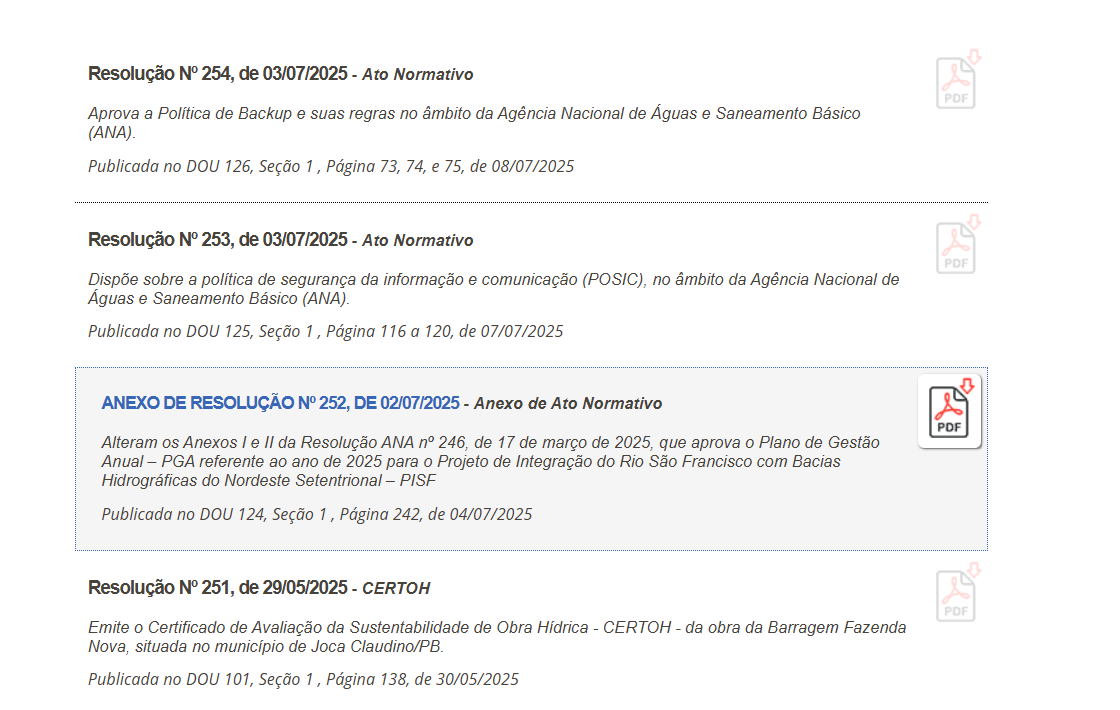 Resolução Nº 254, de 03/07/2025 - Ato Normativo
PDF
Aprova a Política de Backup e suas regras no âmbito da Agência Nacional de Águas e Saneamento Básico
(ANA).
Publicada no DOU 126, Seção 1 , Página 73, 74, e 75, de 08/07/2025
Resolução Nº 253, de 03/07/2025 - Ato Normativo
PDF
Dispõe sobre a política de segurança da informação e comunicação (POSIC), no âmbito da Agência Nacional de
Águas e Saneamento Básico (ANA).
Publicada no DOU 125, Seção 1 , Página 116 a 120, de 07/07/2025
ANEXO DE RESOLUÇÃO Nº 252, DE 02/07/2025 - Anexo de Ato Normativo
PDF
Alteram os Anexos I e II da Resolução ANA nº 246, de 17 de março de 2025, que aprova o Plano de Gestão
Anual – PGA referente ao ano de 2025 para o Projeto de Integração do Rio São Francisco com Bacias
Hidrográficas do Nordeste Setentrional – PISF
Publicada no DOU 124, Seção 1 , Página 242, de 04/07/2025
Resolução Nº 251, de 29/05/2025 - CERTOH
PDF
Emite o Certificado de Avaliação da Sustentabilidade de Obra Hídrica - CERTOH - da obra da Barragem Fazenda
Nova, situada no município de Joca Claudino/PB.
Publicada no DOU 101, Seção 1 , Página 138, de 30/05/2025